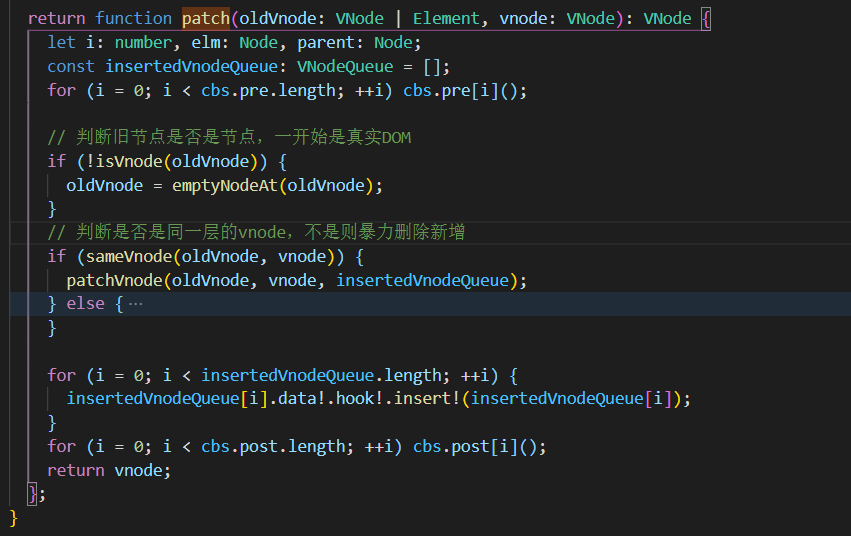 return function patch(oldVnode: VNode | Element, vnode: VNode): VNode {
let i: number, elm: Node, parent: Node;
const insertedVnodeQueue: VNodeQueue = [];
for (i = 0; i < cbs.pre.length; ++i) cbs.pre[i]();
// 判断旧节点是否是节点，一开始是真实DOM
if (!isVnode(oldVnode)) {
oldVnode = emptyNodeAt(oldVnode);
}
// 判断是否是同一层的vnode，不是则暴力删除新增
if (sameVnode(oldVnode, vnode)) {
patchVnode(oldVnode, vnode, insertedVnodeQueue);
} else { ⋯
}
for (i = 0; i < insertedVnodeQueue.length; ++i) {
insertedVnodeQueue[i].data!.hook!.insert!(insertedVnodeQueue[i]);
}
for (i = 0; i < cbs.post.length; ++i) cbs.post[i]();
return vnode;
};
}